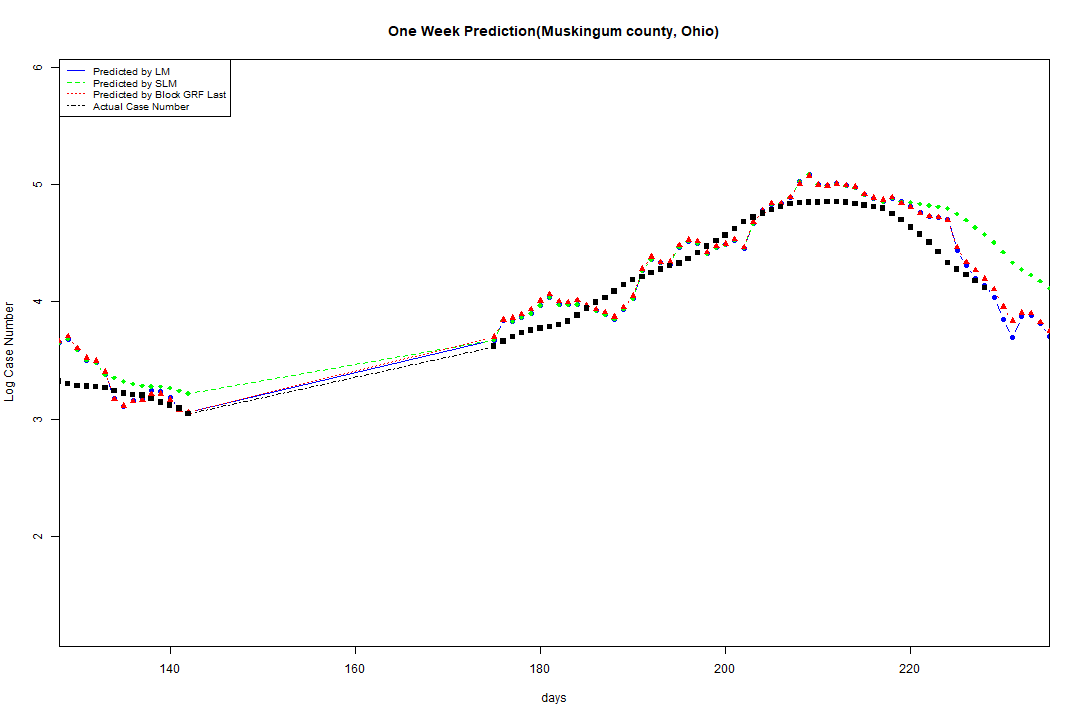 One Week Prediction(Muskingum county, Ohio)
Predicted by LM
Predicted by SLM
Predicted by Block GRF Last
Actual Case Number
6
5
4
3
2
Log Case Number
140 160 180 200 220
days